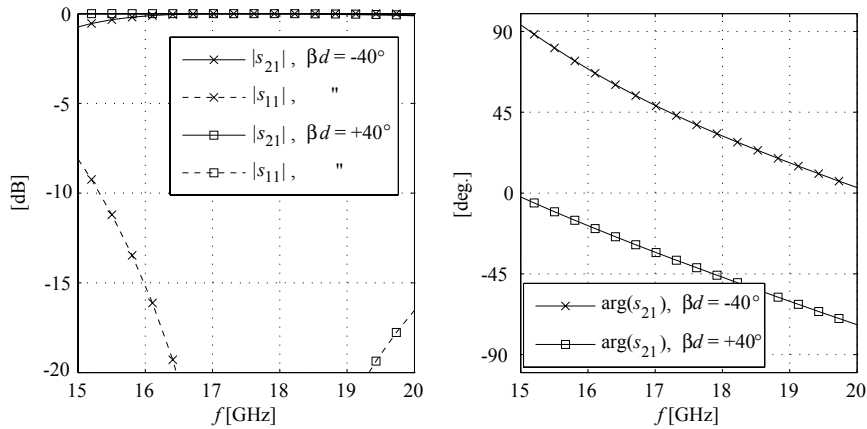 0
-5
-10
-15
-20
[dB]
|s21| , βd = -40°
|s11| , "
|s21| , βd = +40°
|s11| , "
15 16 17 18 19 20
f [GHz]
90
45
0
-45
-90
[deg.]
arg(s21), βd = -40°
arg(s21), βd = +40°
15 16 17 18 19 20
f [GHz]